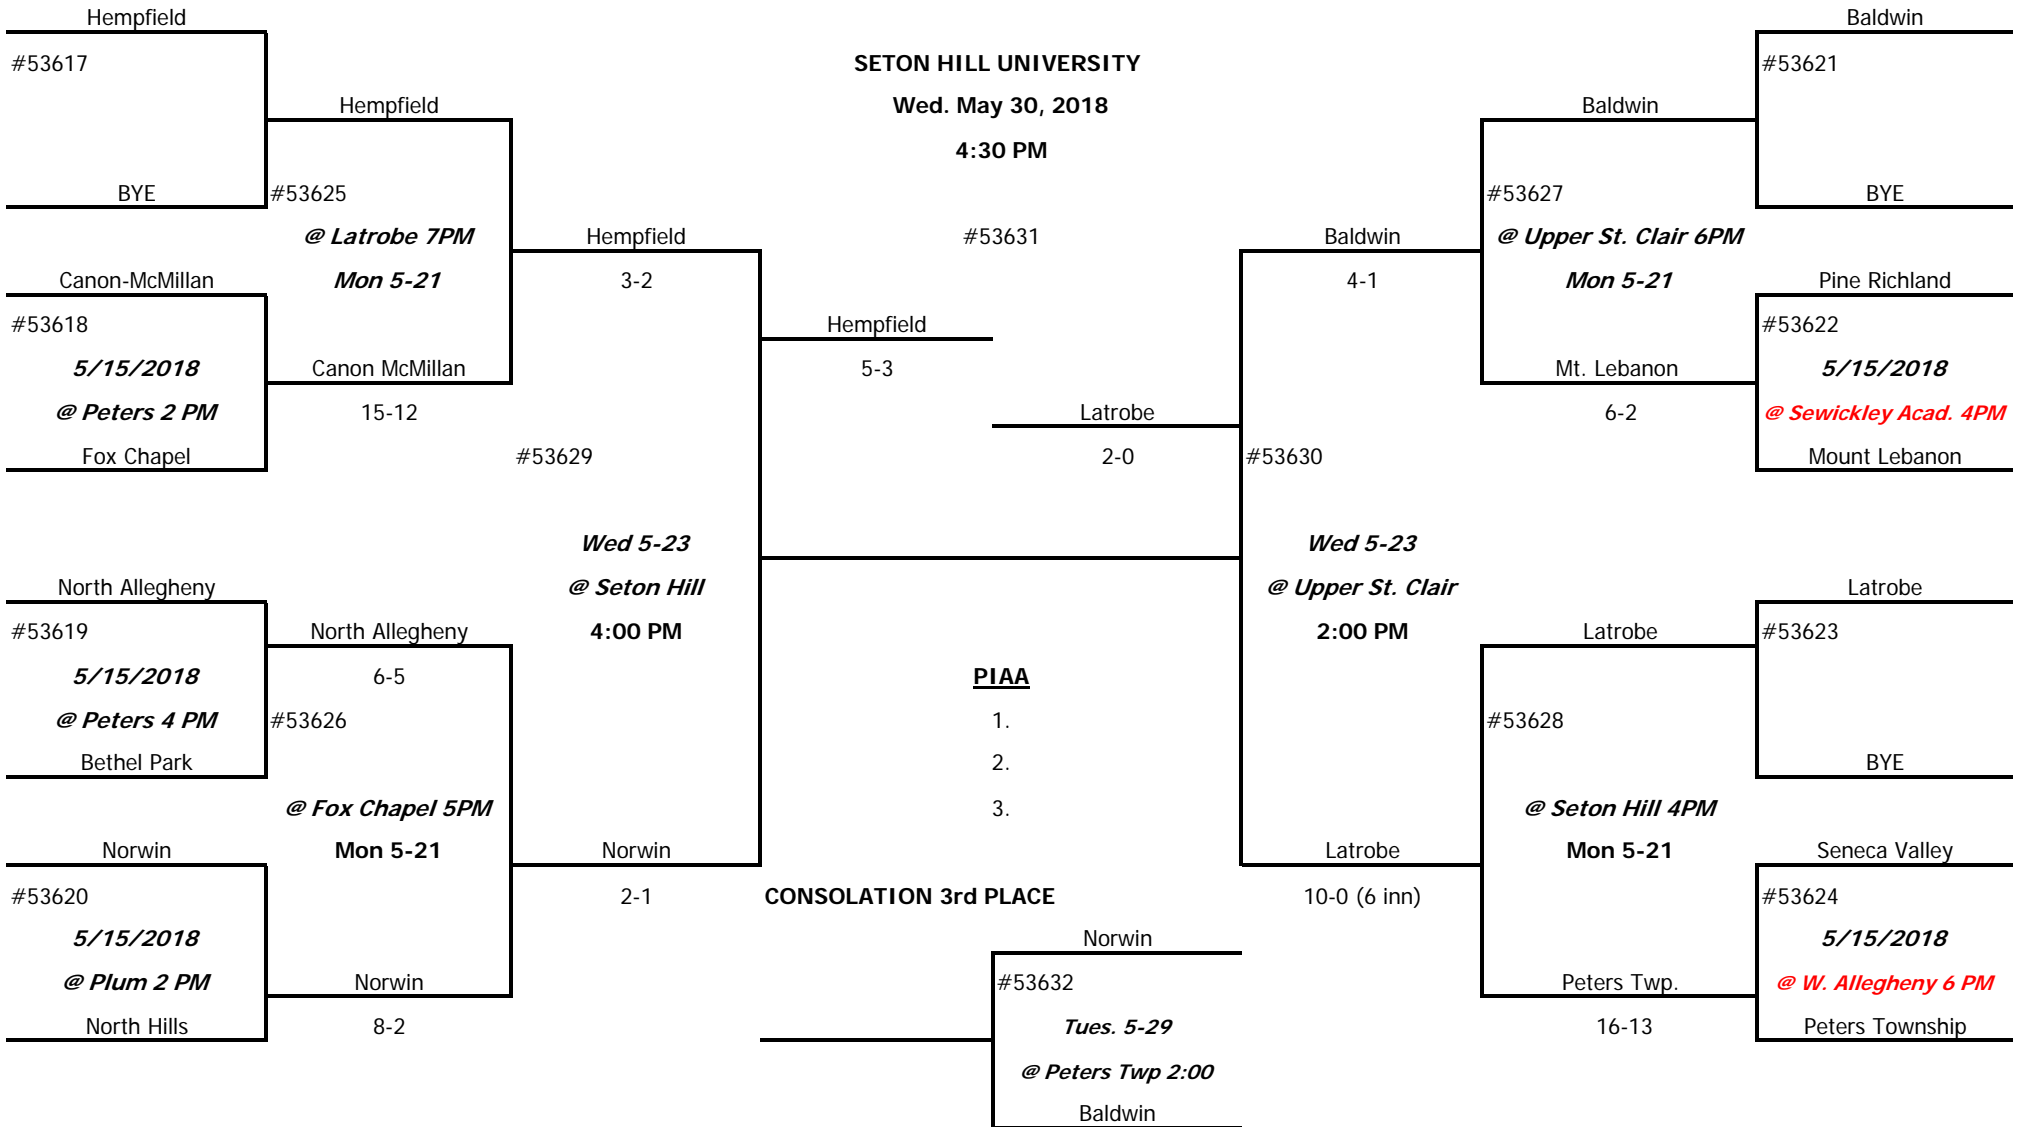 Hempfield
#53617
BYE
Canon-McMillan
#53618
5/15/2018
@ Peters 2 PM
Fox Chapel
North Allegheny
#53619
5/15/2018
@ Peters 4 PM
Bethel Park
Norwin
#53620
5/15/2018
@ Plum 2 PM
North Hills
Hempfield
#53625
@ Latrobe 7PM
Mon 5-21
Canon McMillan
15-12
North Allegheny
6-5
#53626
@ Fox Chapel 5PM
Mon 5-21
Norwin
8-2
Hempfield
3-2
#53629
Wed 5-23
@ Seton Hill
4:00 PM
Norwin
2-1
SETON HILL UNIVERSITY
Wed. May 30, 2018
4:30 PM
#53631
Hempfield
5-3
Latrobe
2-0
PIAA
1.
2.
3.
CONSOLATION 3rd PLACE
Norwin
#53632
Tues. 5-29
@ Peters Twp 2:00
Baldwin
Baldwin
4-1
#53630
Wed 5-23
@ Upper St. Clair
2:00 PM
Latrobe
10-0 (6 inn)
Baldwin
#53627
@ Upper St. Clair 6PM
Mon 5-21
Mt. Lebanon
6-2
Latrobe
#53628
@ Seton Hill 4PM
Mon 5-21
Peters Twp.
16-13
Baldwin
#53621
BYE
Pine Richland
#53622
5/15/2018
@ Sewickley Acad. 4PM
Mount Lebanon
Latrobe
#53623
BYE
Seneca Valley
#53624
5/15/2018
@ W. Allegheny 6 PM
Peters Township